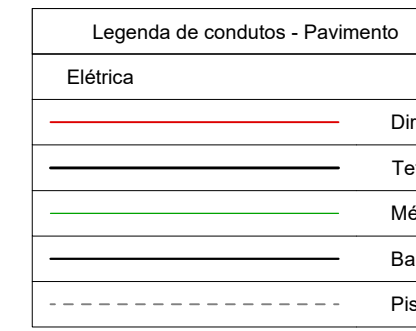 Legenda de condutos - Pavimento
Elétrica
Dir
Te
Mé
Ba
Pis